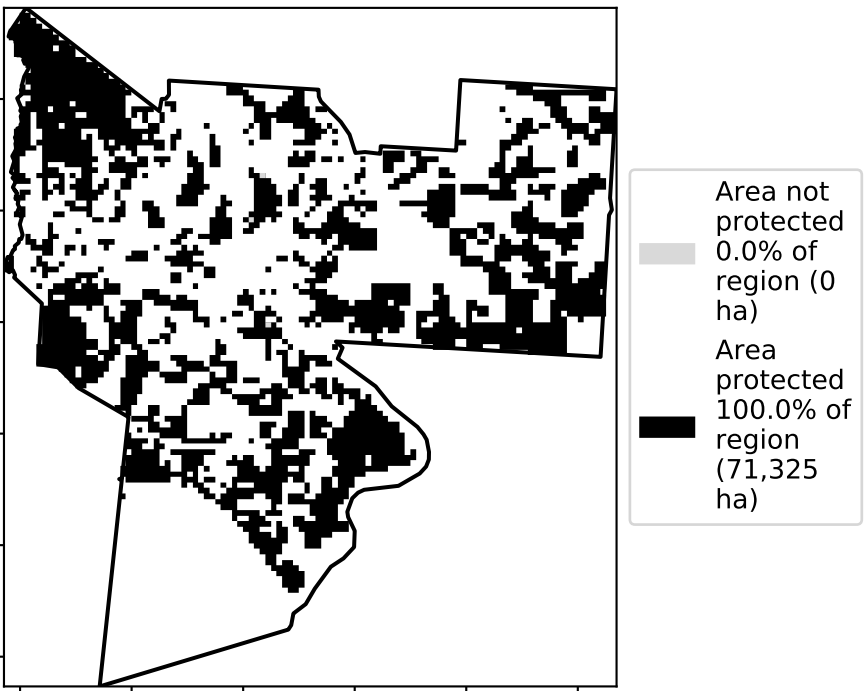 Area not
protected
0.0% of
region (0
ha)
Area
protected
100.0% of
region
(71,325
ha)